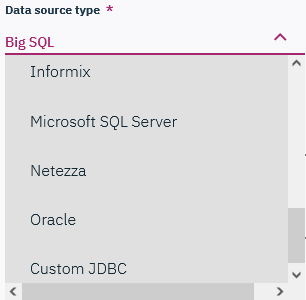 Data source type *
Big SQL
Informix
Microsoft SQL Server
Netezza
Oracle
Custom JDBC